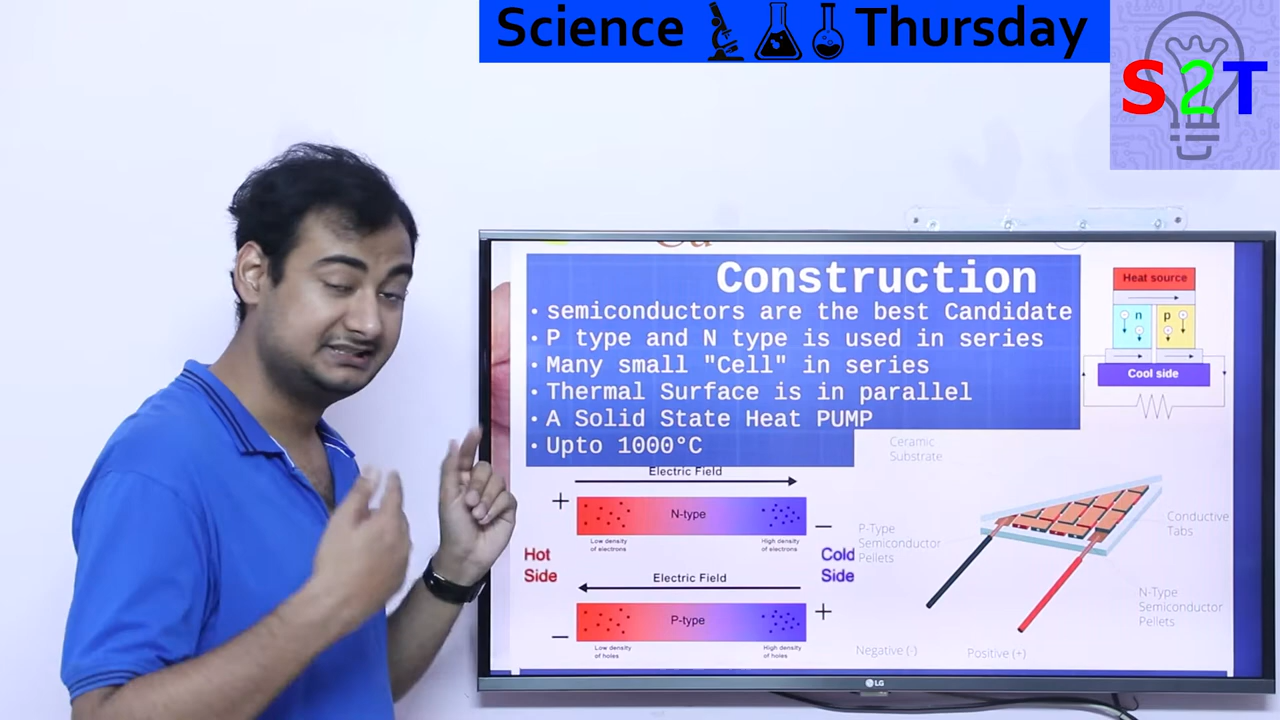 Science Thursday
S2T
Cu
Construction
• semiconductors are the best Candidate
• P type and N type is used in series
• Many small "Cell" in series
• Thermal Surface is in parallel
• A Solid State Heat PUMP
• Upto 1000°C
Heat source
n p
Cool side
Electric Field
+
N-type
−
Low density
of electrons
High density
of electrons
Hot
Side
Cold
Side
Electric Field
+
P-type
−
Low density
of holes
High density
of holes
Ceramic
Substrate
P-Type
Semiconductor
Pellets
Conductive
Tabs
N-Type
Semiconductor
Pellets
Negative (-)
Positive (+)
LG